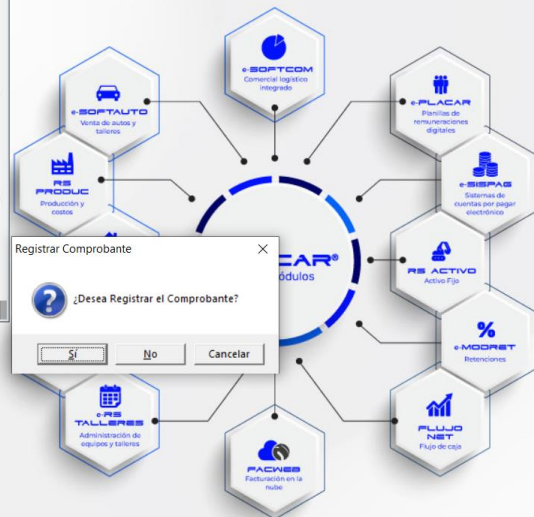 e-SOFTCOM
Comercial logístico
integrado
e-SOFTAUTO
Venta de autos y
talleres
e-PLACAR
Planillas de
remuneraciones
digitales
RS
PRODUC
Producción y
costos
e-SISPAG
Sistemas de
cuentas por pagar
electrónico
CAR®
ódulos
Registrar Comprobante
¿Desea Registrar el Comprobante?
Sí
No
Cancelar
RS ACTIVO
Activo Fijo
e-MODRET
Retenciones
e-RS
TALLERES
Administración de
equipos y talleres
FLUJO
NET
Flujo de caja
FACWEB
Facturación en la
nube